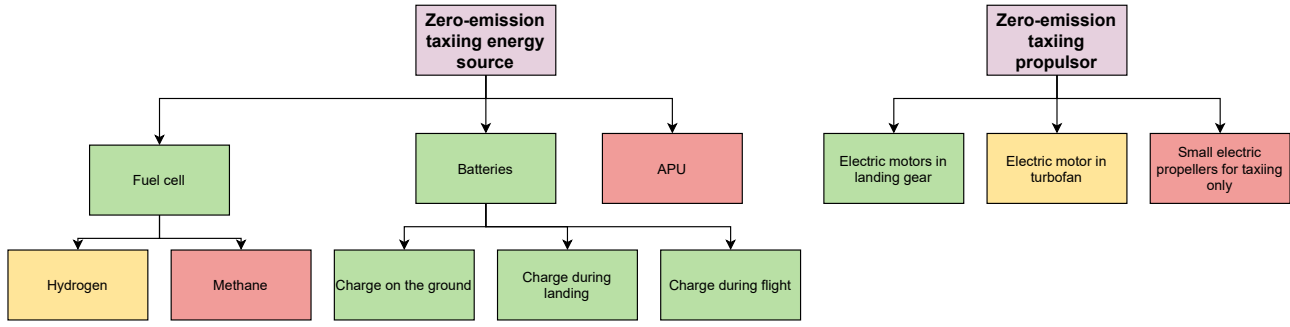 Zero-emission
taxiing energy
source
Zero-emission
taxiing
propulsor
Fuel cell
Batteries
APU
Electric motors in
landing gear
Electric motor in
turbofan
Small electric
propellers for taxiing
only
Hydrogen
Methane
Charge on the ground
Charge during
landing
Charge during flight